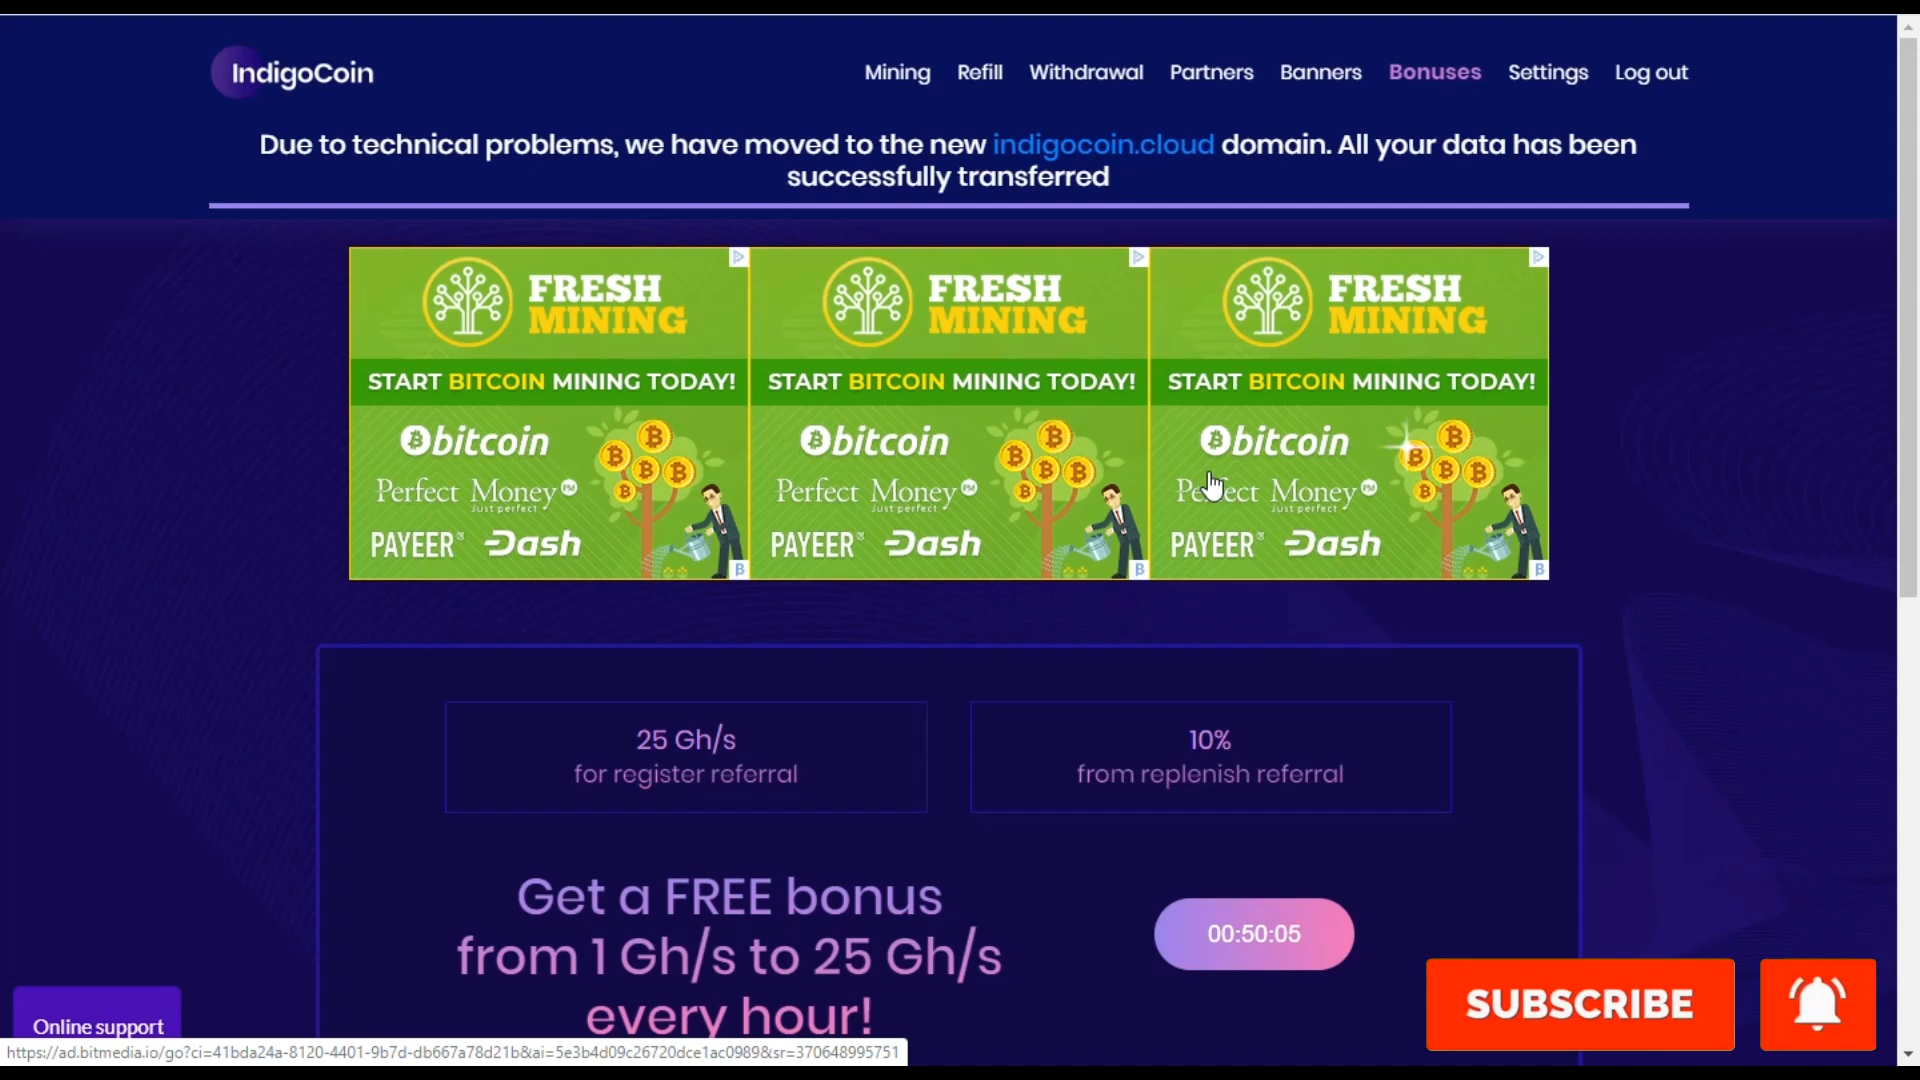 IndigoCoin
Mining Refill Withdrawal Partners Banners Bonuses Settings Log out
Due to technical problems, we have moved to the new indigocoin.cloud domain. All your data has been
successfully transferred
FRESH
MINING
START BITCOIN MINING TODAY!
bitcoin
Perfect Money PM
Just perfect
PAYEER Dash
FRESH
MINING
START BITCOIN MINING TODAY!
bitcoin
Perfect Money PM
Just perfect
PAYEER Dash
FRESH
MINING
START BITCOIN MINING TODAY!
bitcoin
Perfect Money PM
Just perfect
PAYEER Dash
25 Gh/s
for register referral
10%
from replenish referral
Get a FREE bonus
from 1 Gh/s to 25 Gh/s
every hour!
00:50:05
SUBSCRIBE
Online support
https://ad.bitmedia.io/go?ci=41bda24a-8120-4401-9b7d-db667a78d21b&ai=5e3b4d09c26720dce1ac0989&sr=370648995751